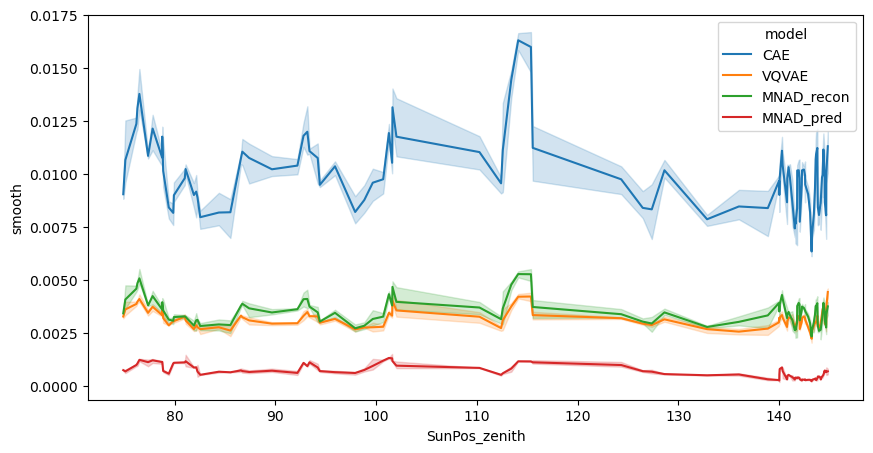 0.0175
0.0150
0.0125
0.0100
0.0075
0.0050
0.0025
0.0000
smooth
80
90
100
110
120
130
140
SunPos_zenith
model
CAE
VQVAE
MNAD_recon
MNAD_pred